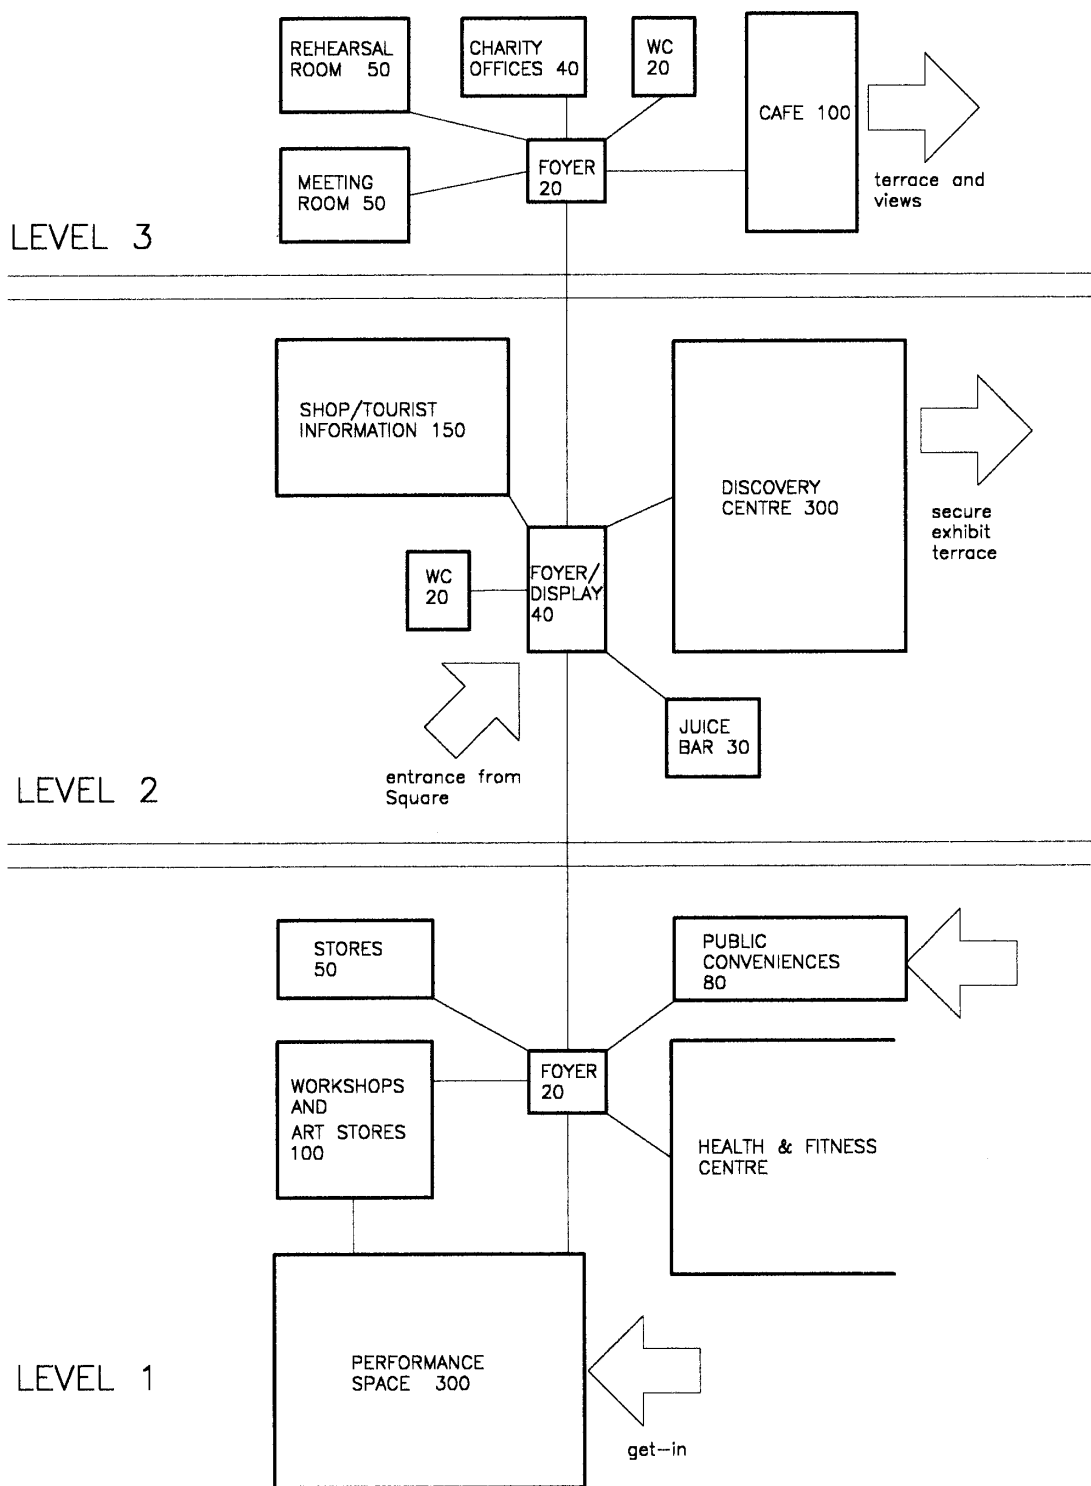 REHEARSAL
ROOM 50
CHARITY
OFFICES 40
WC
20
CAFE 100
FOYER
20
MEETING
ROOM 50
terrace and
views
LEVEL 3
SHOP/TOURIST
INFORMATION 150
DISCOVERY
CENTRE 300
secure
exhibit
terrace
WC
20
FOYER/
DISPLAY
40
JUICE
BAR 30
entrance from
Square
LEVEL 2
STORES
50
PUBLIC
CONVENIENCES
80
FOYER
20
WORKSHOPS
AND
ART STORES
100
HEALTH & FITNESS
CENTRE
PERFORMANCE
SPACE 300
LEVEL 1
get-in